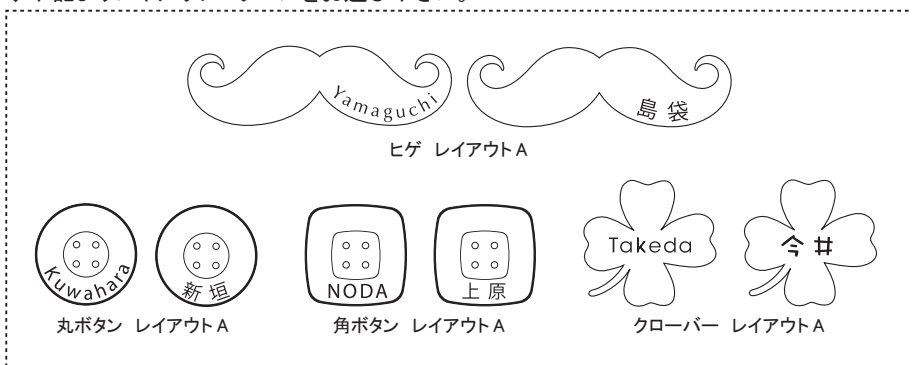 Yamaguchi
島袋
ヒゲ レイアウトA
Kuwahara
新垣
NODA
上原
Takeda
今井
丸ボタン レイアウトA
角ボタン レイアウトA
クローバー レイアウトA